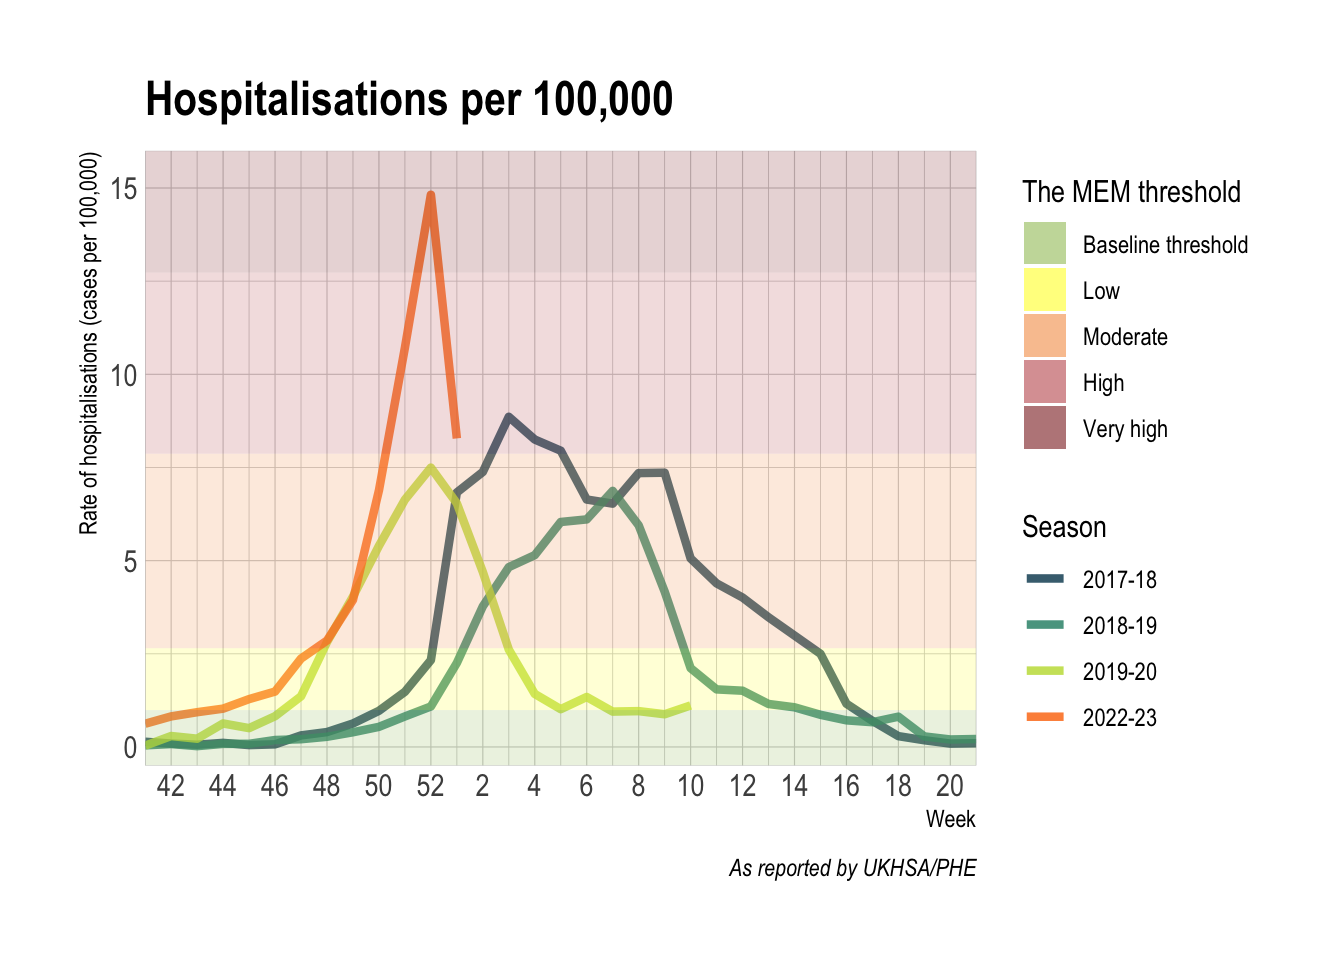 Hospitalisations per 100,000
Rate of hospitalisations (cases per 100,000)
15
10
5
0
42 44 46 48 50 52 2 4 6 8 10 12 14 16 18 20
Week
As reported by UKHSA/PHE
The MEM threshold
Baseline threshold
Low
Moderate
High
Very high
Season
2017-18
2018-19
2019-20
2022-23